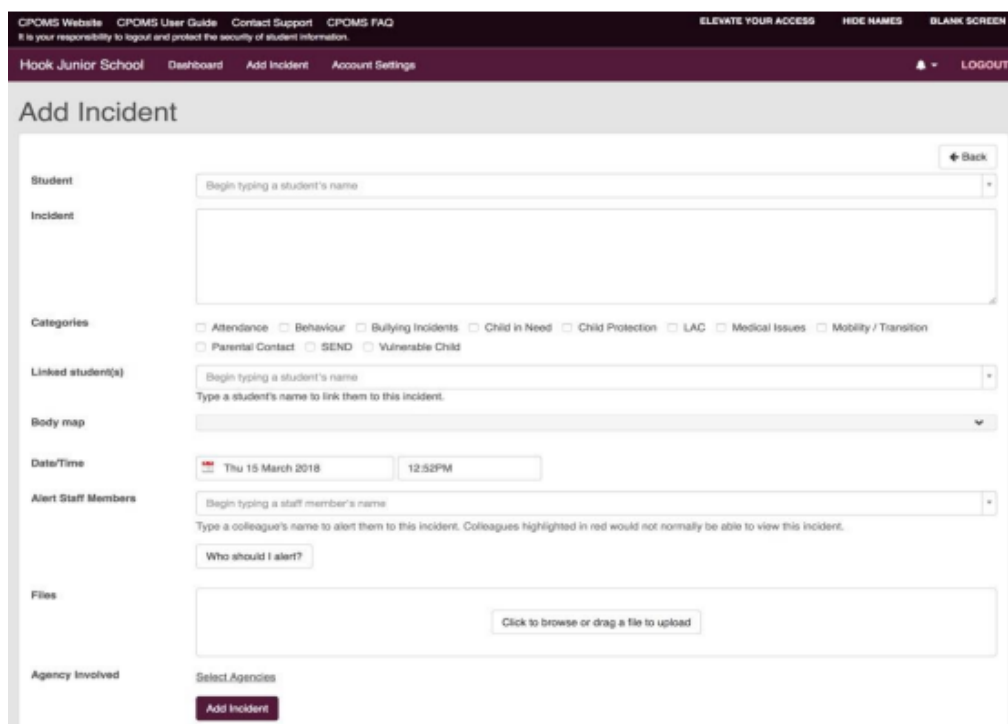 CPOMS Website CPOMS User Guide Contact Support CPOMS FAQ ELEVATE YOUR ACCESS HIDE NAMES BLANK SCREEN
It is your responsibility to logout and protect the security of student information.
Hook Junior School Dashboard Add Incident Account Settings LOGOUT
Add Incident
Back
Student Begin typing a student's name
Incident
Categories Attendance Behaviour Bullying Incidents Child in Need Child Protection LAC Medical Issues Mobility / Transition
Parental Contact SEND Vulnerable Child
Linked student(s) Begin typing a student's name
Type a student's name to link them to this incident.
Body map
Date/Time Thu 15 March 2018 12:52PM
Alert Staff Members Begin typing a staff member's name
Type a colleague's name to alert them to this incident. Colleagues highlighted in red would not normally be able to view this incident.
Who should I alert?
Files
Click to browse or drag a file to upload
Agency Involved Select Agencies
Add Incident